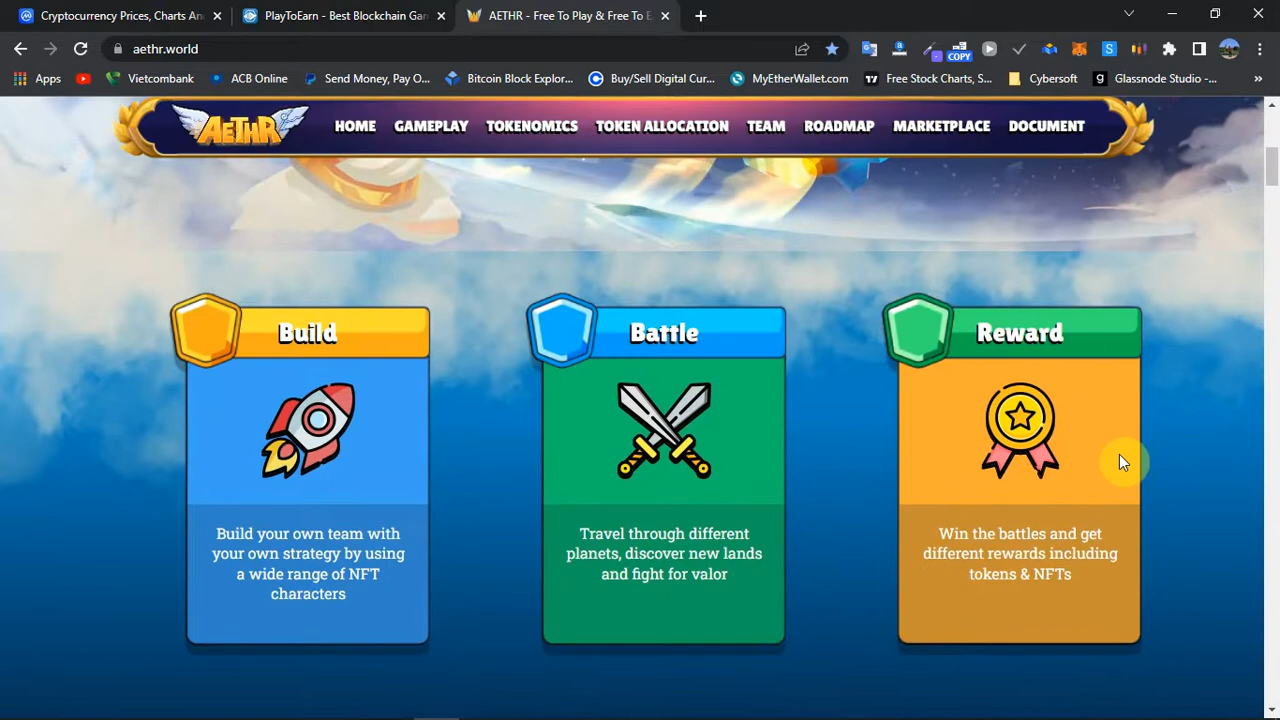 Cryptocurrency Prices, Charts An
PlayToEarn - Best Blockchain Gam
AETHR - Free To Play & Free To E
aethr.world
COPY
Apps
Vietcombank
ACB Online
Send Money, Pay O...
Bitcoin Block Explor...
Buy/Sell Digital Cur...
MyEtherWallet.com
Free Stock Charts, S...
Cybersoft
Glassnode Studio -...
AETHR
HOME
GAMEPLAY
TOKENOMICS
TOKEN ALLOCATION
TEAM
ROADMAP
MARKETPLACE
DOCUMENT
Build
Build your own team with
your own strategy by using
a wide range of NFT
characters
Battle
Travel through different
planets, discover new lands
and fight for valor
Reward
Win the battles and get
different rewards including
tokens & NFTs